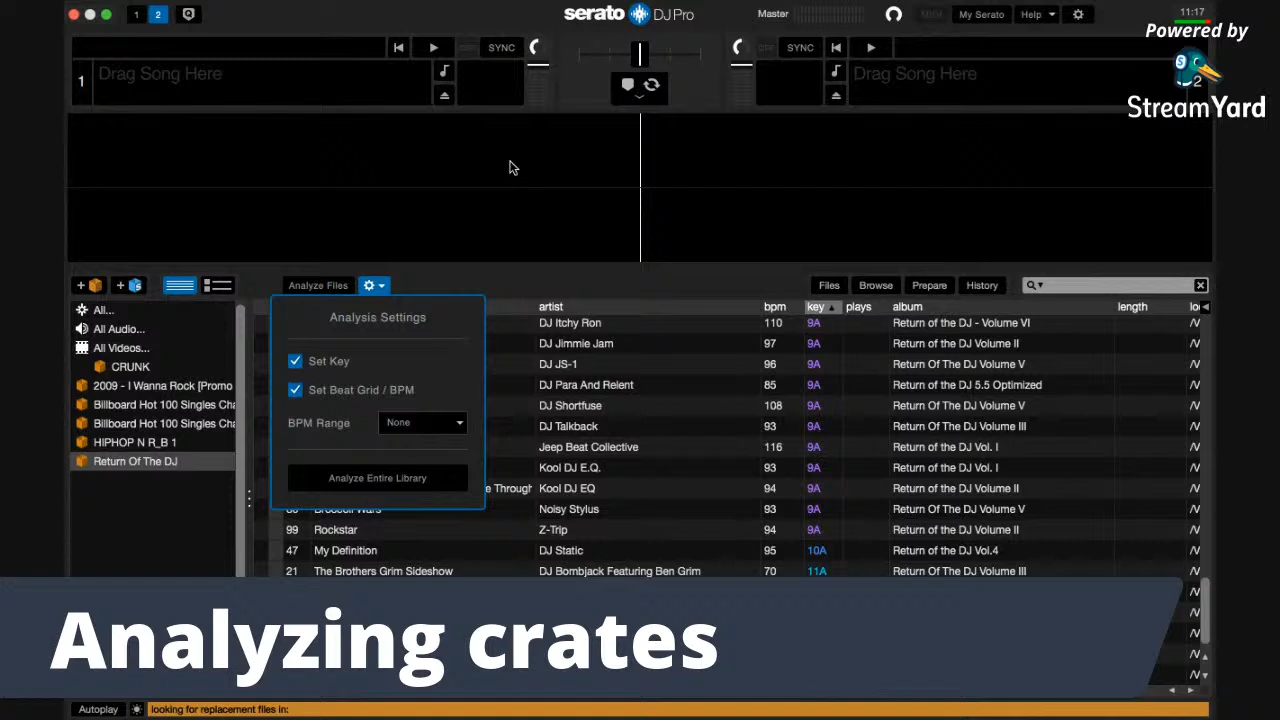 1 2 serato DJ Pro Master MIDI My Serato Help 11:17
Powered by
StreamYard
SYNC SYNC
1 Drag Song Here Drag Song Here 2
Analyze Files Files Browse Prepare History
artist bpm key plays album length lo
All...
All Audio...
All Videos...
CRUNK
2009 - I Wanna Rock [Promo
Billboard Hot 100 Singles Cha
Billboard Hot 100 Singles Cha
HIPHOP N R_B 1
Return Of The DJ
Analysis Settings
Set Key
Set Beat Grid / BPM
BPM Range None
Analyze Entire Library
DJ Itchy Ron 110 9A Return of the DJ - Volume VI
DJ Jimmie Jam 97 9A Return Of The DJ Volume II
DJ JS-1 96 9A Return Of The DJ Volume V
DJ Para And Relent 85 9A Return of the DJ 5.5 Optimized
DJ Shortfuse 108 9A Return Of The DJ Volume V
DJ Talkback 93 9A Return Of The DJ Volume III
Jeep Beat Collective 116 9A Return of the DJ Vol. I
Kool DJ E.Q. 93 9A Return of the DJ Vol. I
e Through Kool DJ EQ 94 9A Return Of The DJ Volume II
Noisy Stylus 93 9A Return Of The DJ Volume V
99 Rockstar Z-Trip 94 9A Return of the DJ Volume II
47 My Definition DJ Static 95 10A Return of the DJ Vol.4
21 The Brothers Grim Sideshow DJ Bombjack Featuring Ben Grim 70 11A Return Of The DJ Volume III
Analyzing crates
Autoplay looking for replacement files in: